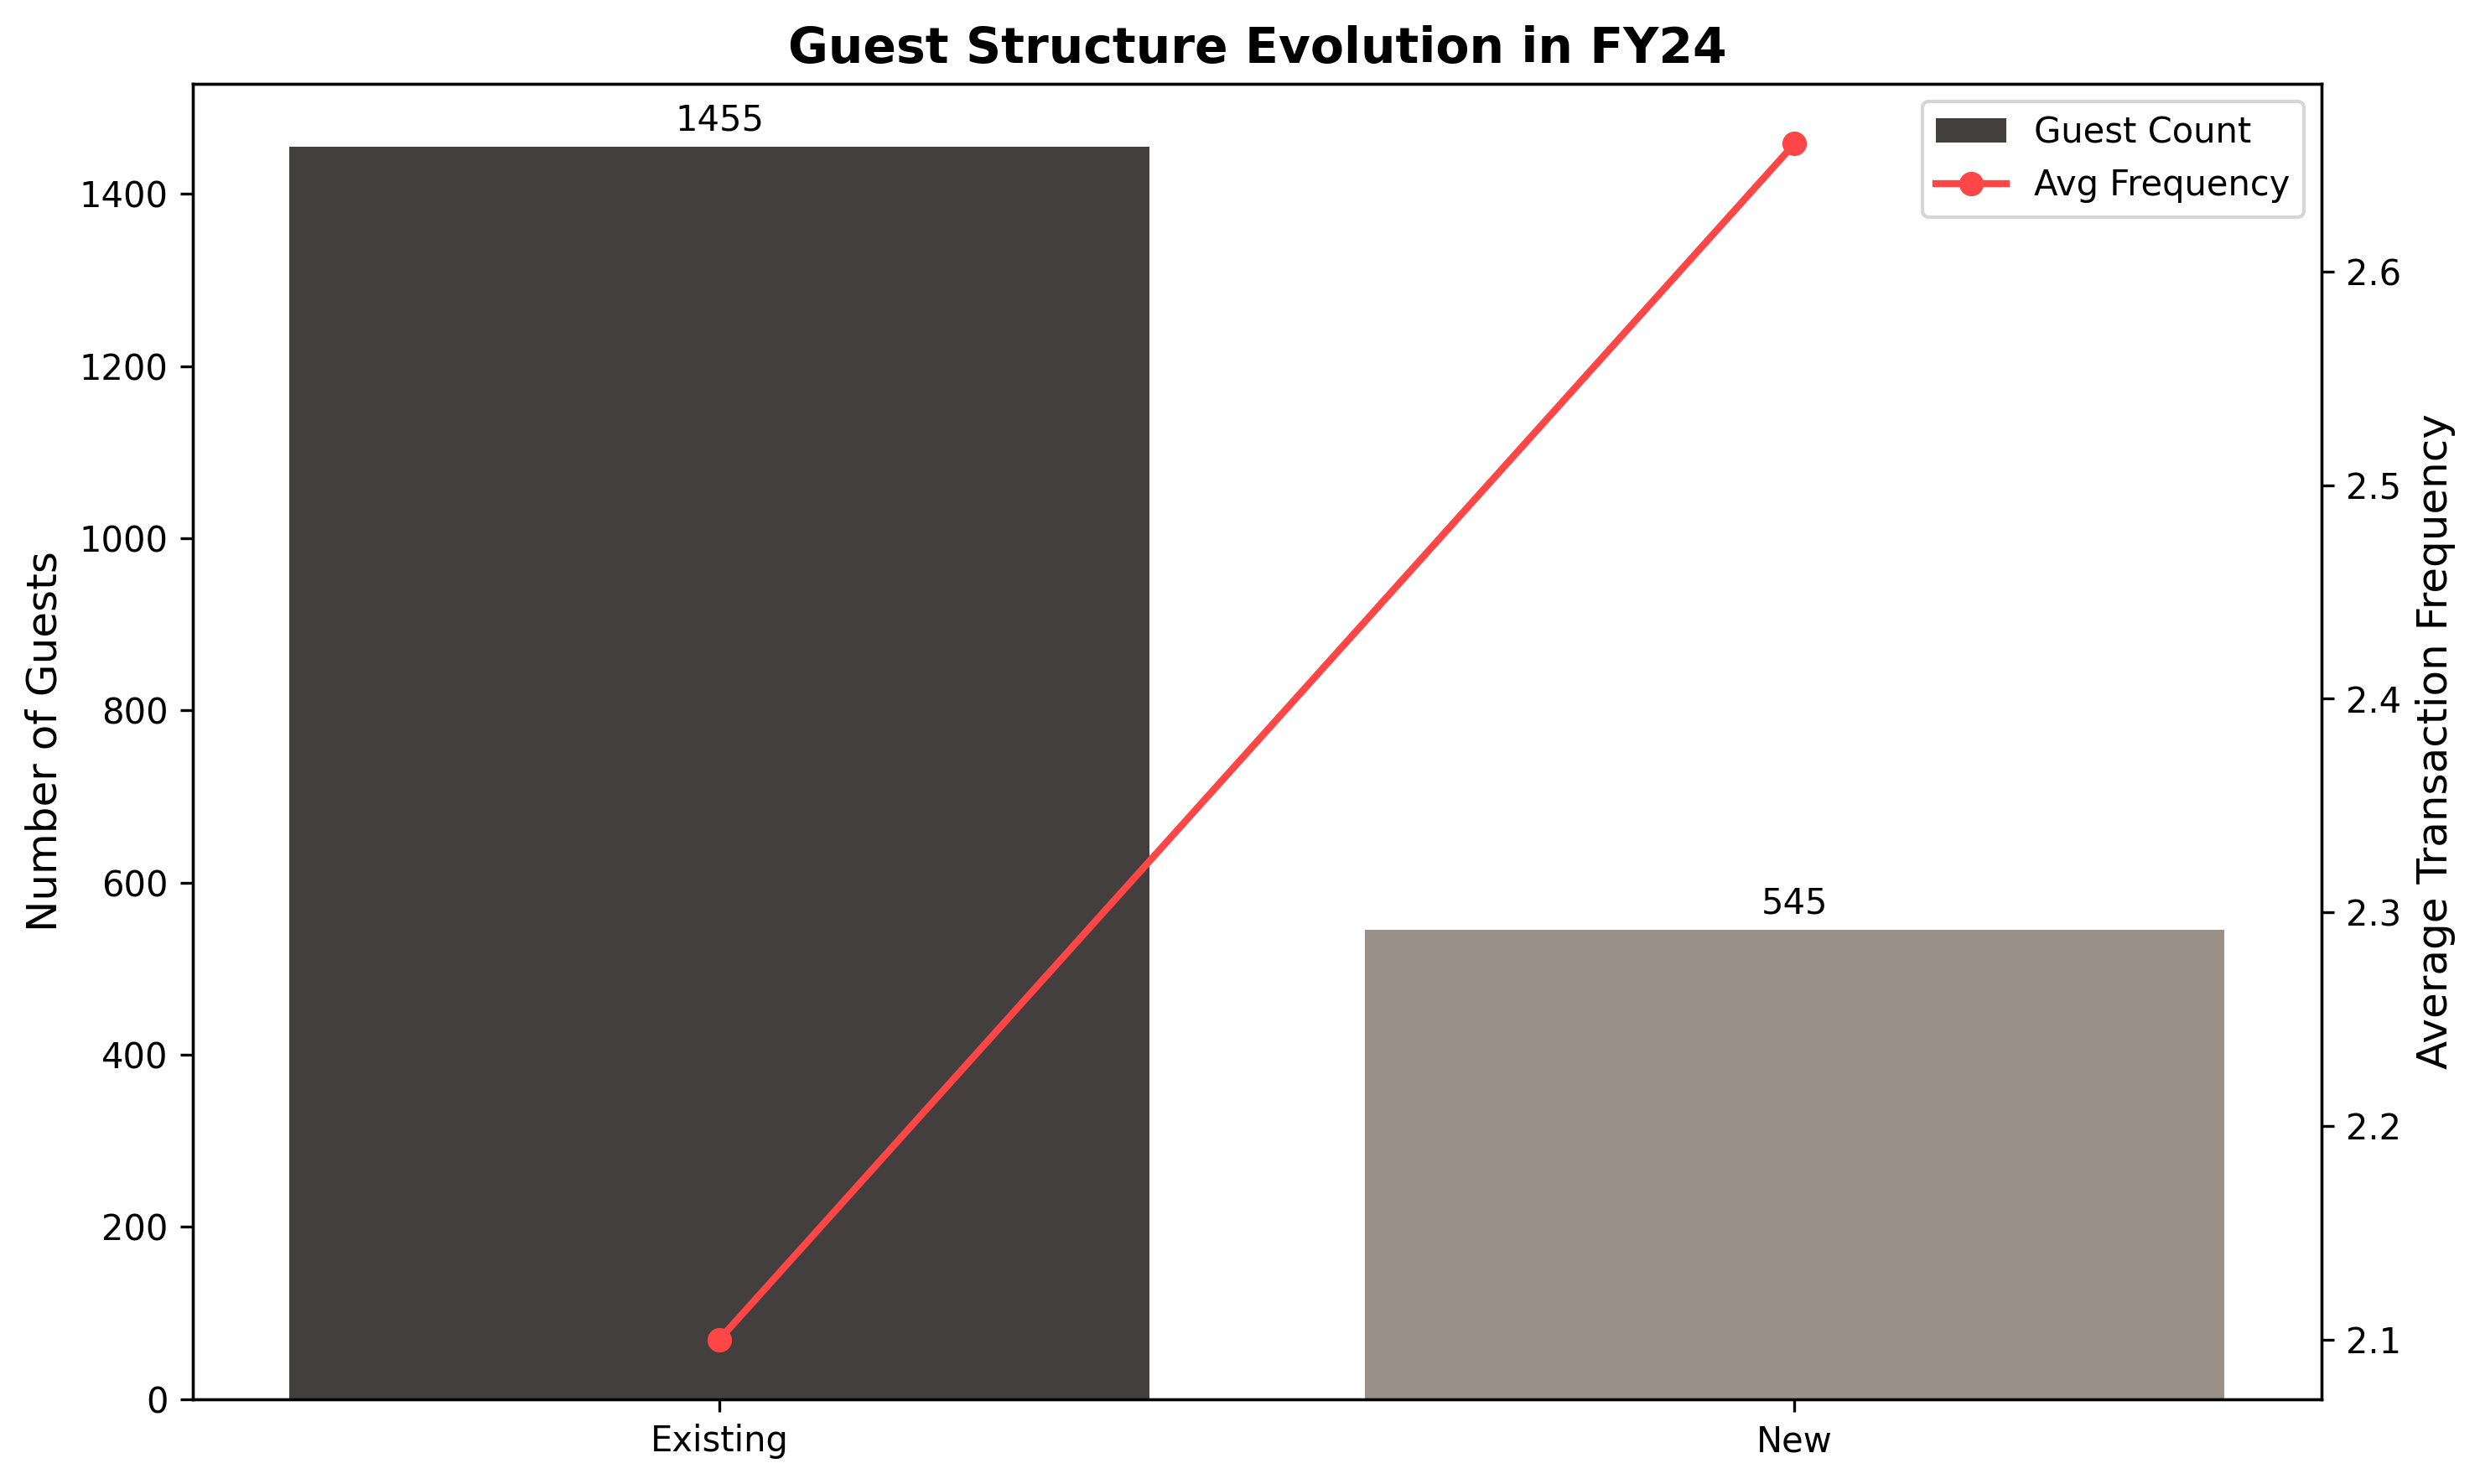 Guest Structure Evolution in FY24
Guest Count
Avg Frequency
1455
545
Number of Guests
1400
1200
1000
800
600
400
200
0
Average Transaction Frequency
2.6
2.5
2.4
2.3
2.2
2.1
Existing
New